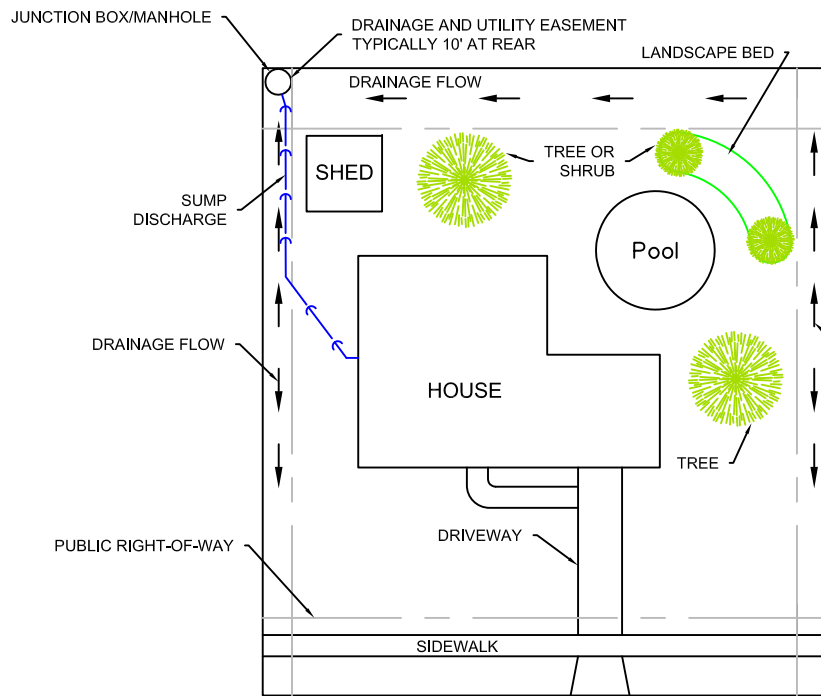 JUNCTION BOX/MANHOLE
DRAINAGE AND UTILITY EASEMENT
TYPICALLY 10' AT REAR
LANDSCAPE BED
DRAINAGE FLOW
SHED
TREE OR
SHRUB
SUMP
DISCHARGE
Pool
DRAINAGE FLOW
HOUSE
TREE
DRIVEWAY
PUBLIC RIGHT-OF-WAY
SIDEWALK